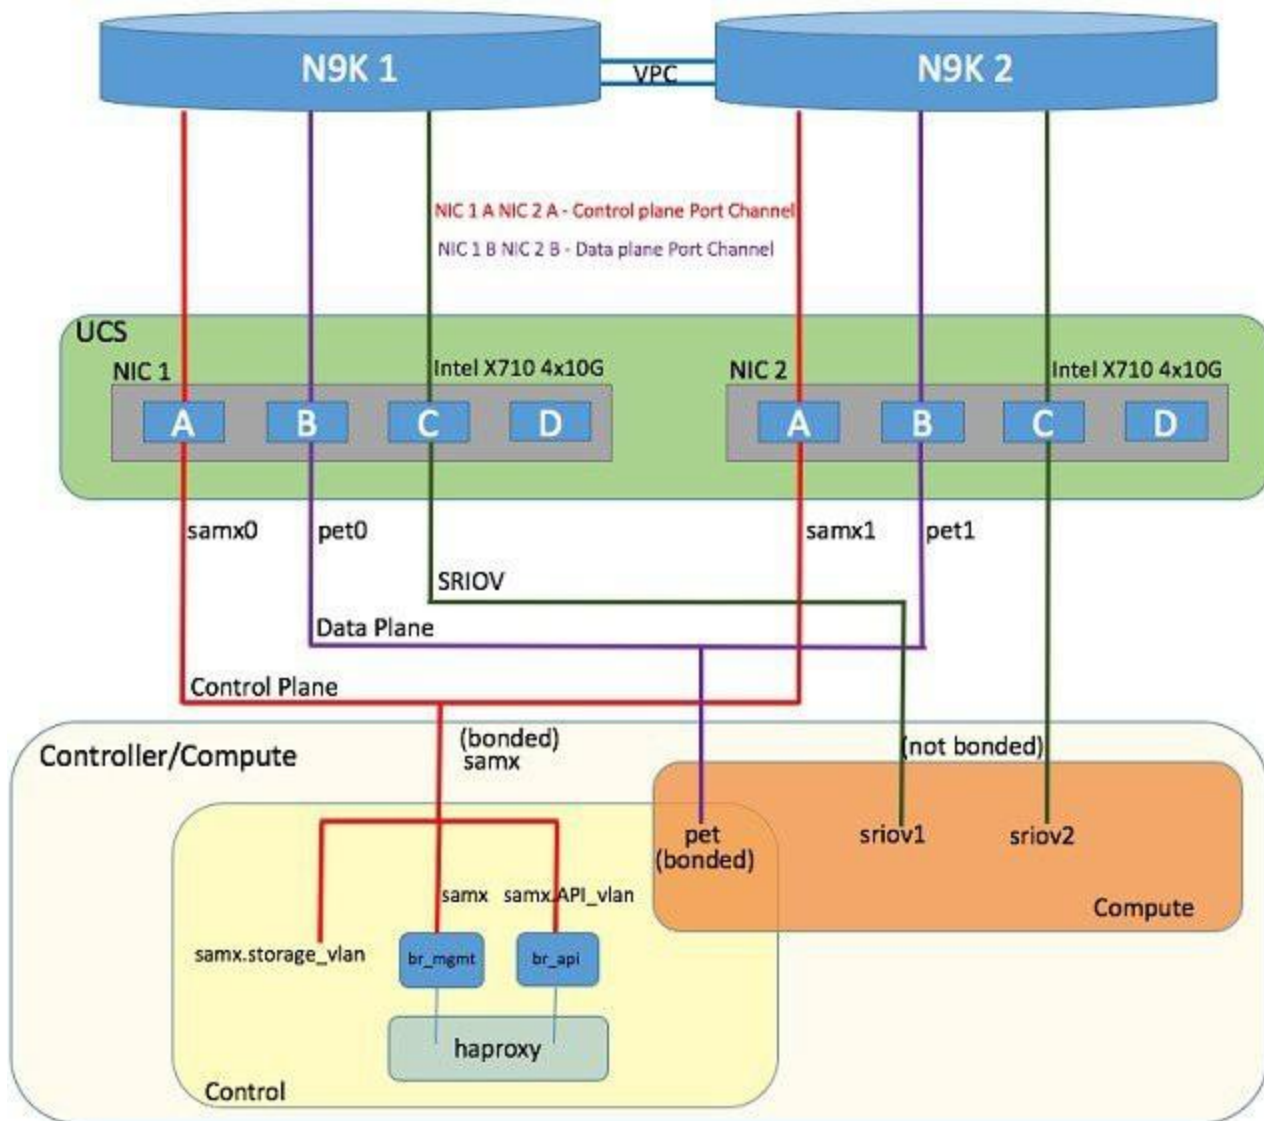 N9K 1
VPC
N9K 2
NIC 1 A NIC 2 A - Control plane Port Channel
NIC 1 B NIC 2 B - Data plane Port Channel
UCS
NIC 1
Intel X710 4x10G
NIC 2
Intel X710 4x10G
A
B
C
D
A
B
C
D
samx0
pet0
samx1
pet1
SRIOV
Data Plane
Control Plane
(bonded)
samx
(not bonded)
Controller/Compute
pet
(bonded)
sriov1
sriov2
samx
samx.API_vlan
Compute
samx.storage_vlan
br_mgmt
br_api
haproxy
Control